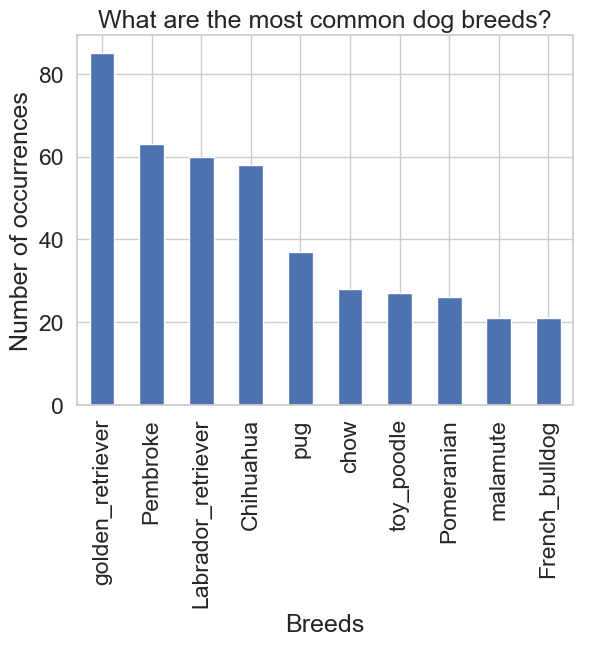 What are the most common dog breeds?
Number of occurrences
80
60
40
20
0
golden_retriever
Pembroke
Labrador_retriever
Chihuahua
pug
chow
toy_poodle
Pomeranian
malamute
French_bulldog
Breeds